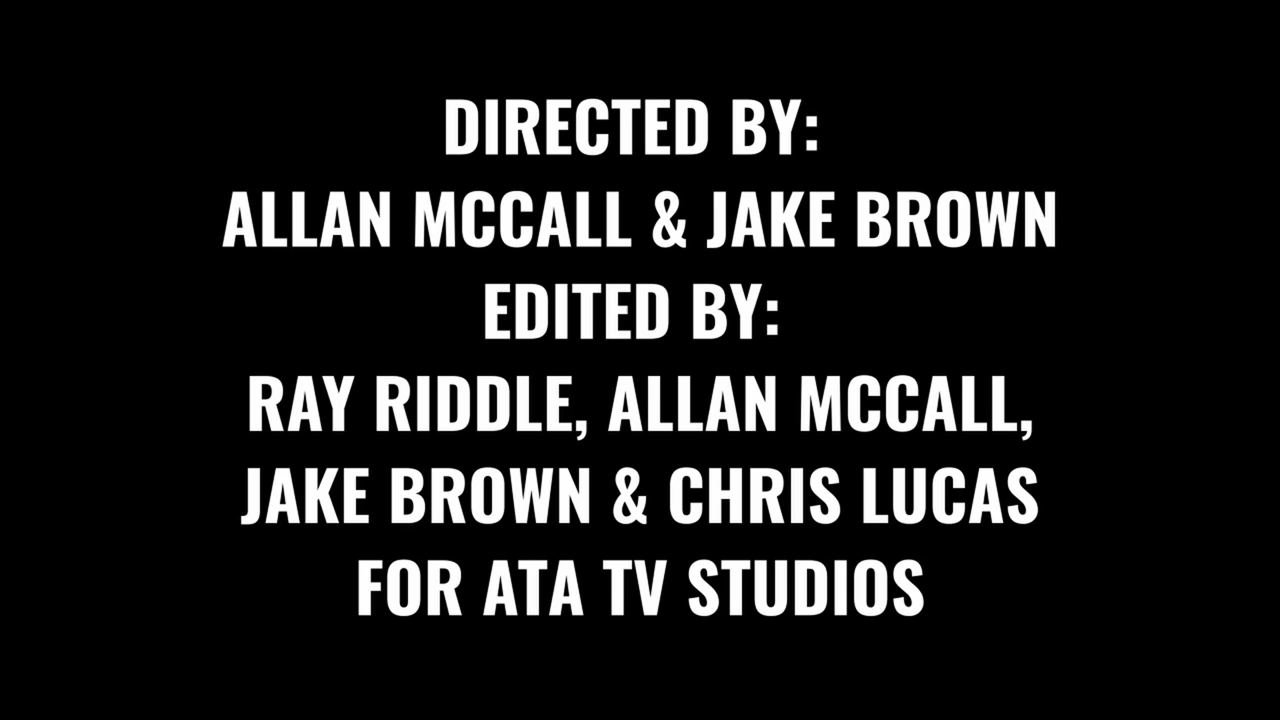 DIRECTED BY:
ALLAN MCCALL & JAKE BROWN
EDITED BY:
RAY RIDDLE, ALLAN MCCALL,
JAKE BROWN & CHRIS LUCAS
FOR ATA TV STUDIOS